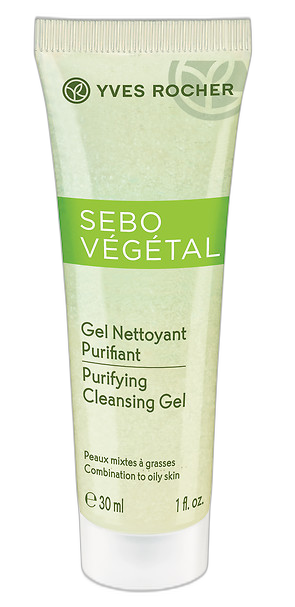 YVES ROCHER
SEBO
VÉGÉTAL
Gel Nettoyant
Purifiant
Purifying
Cleansing Gel
Peaux mixtes à grasses
Combination to oily skin
℮ 30 ml 1 fl. oz.